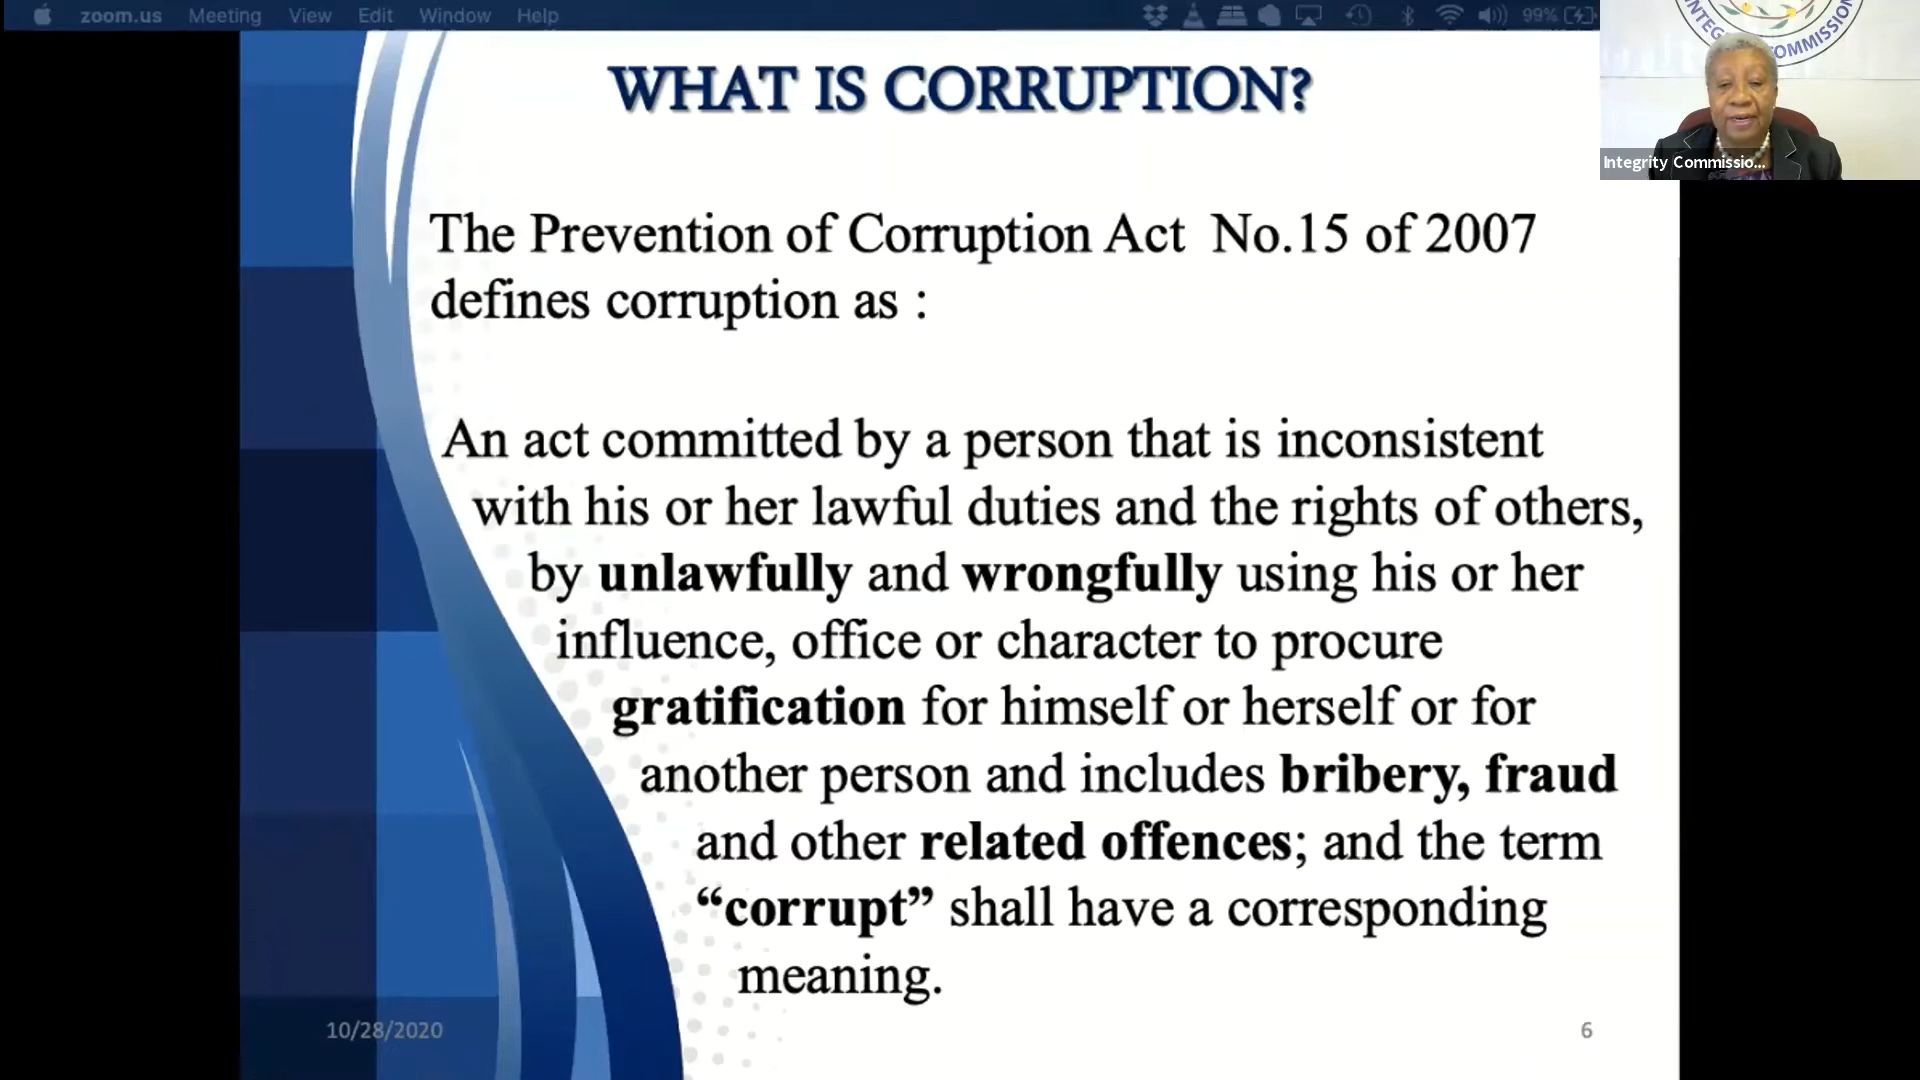 zoom.us Meeting View Edit Window Help 99%
WHAT IS CORRUPTION?
INTEG COMMISSION
Integrity Commissio...
The Prevention of Corruption Act No.15 of 2007
defines corruption as :
An act committed by a person that is inconsistent
with his or her lawful duties and the rights of others,
by unlawfully and wrongfully using his or her
influence, office or character to procure
gratification for himself or herself or for
another person and includes bribery, fraud
and other related offences; and the term
“corrupt” shall have a corresponding
meaning.
10/28/2020 6